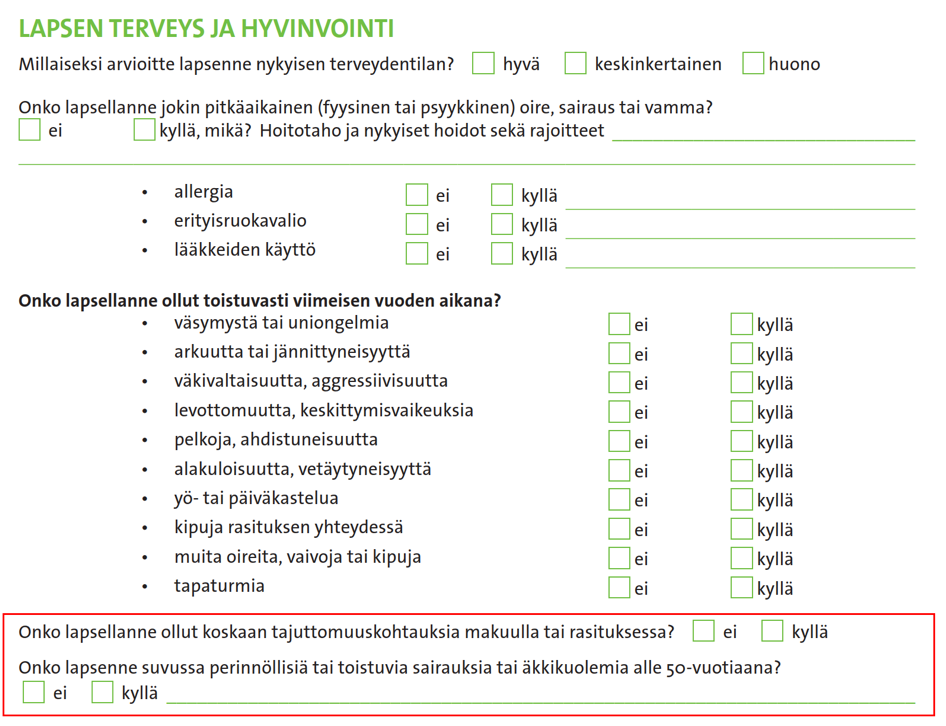 LAPSEN TERVEYS JA HYVINVOINTI
Millaiseksi arvioitte lapsenne nykyisen terveydentilan? hyvä keskinkertainen huono
Onko lapsellanne jokin pitkäaikainen (fyysinen tai psyykkinen) oire, sairaus tai vamma?
ei kyllä, mikä? Hoitotaho ja nykyiset hoidot sekä rajoitteet
• allergia ei kyllä
• erityisruokavalio ei kyllä
• lääkkeiden käyttö ei kyllä
Onko lapsellanne ollut toistuvasti viimeisen vuoden aikana?
• väsymystä tai uniongelmia ei kyllä
• arkuutta tai jännittyneisyyttä ei kyllä
• väkivaltaisuutta, aggressiivisuutta ei kyllä
• levottomuutta, keskittymisvaikeuksia ei kyllä
• pelkoja, ahdistuneisuutta ei kyllä
• alakuloisuutta, vetäytyneisyyttä ei kyllä
• yö- tai päiväkastelua ei kyllä
• kipuja rasituksen yhteydessä ei kyllä
• muita oireita, vaivoja tai kipuja ei kyllä
• tapaturmia ei kyllä
Onko lapsellanne ollut koskaan tajuttomuuskohtauksia makuulla tai rasituksessa? ei kyllä
Onko lapsenne suvussa perinnöllisiä tai toistuvia sairauksia tai äkkikuolemia alle 50-vuotiaana?
ei kyllä